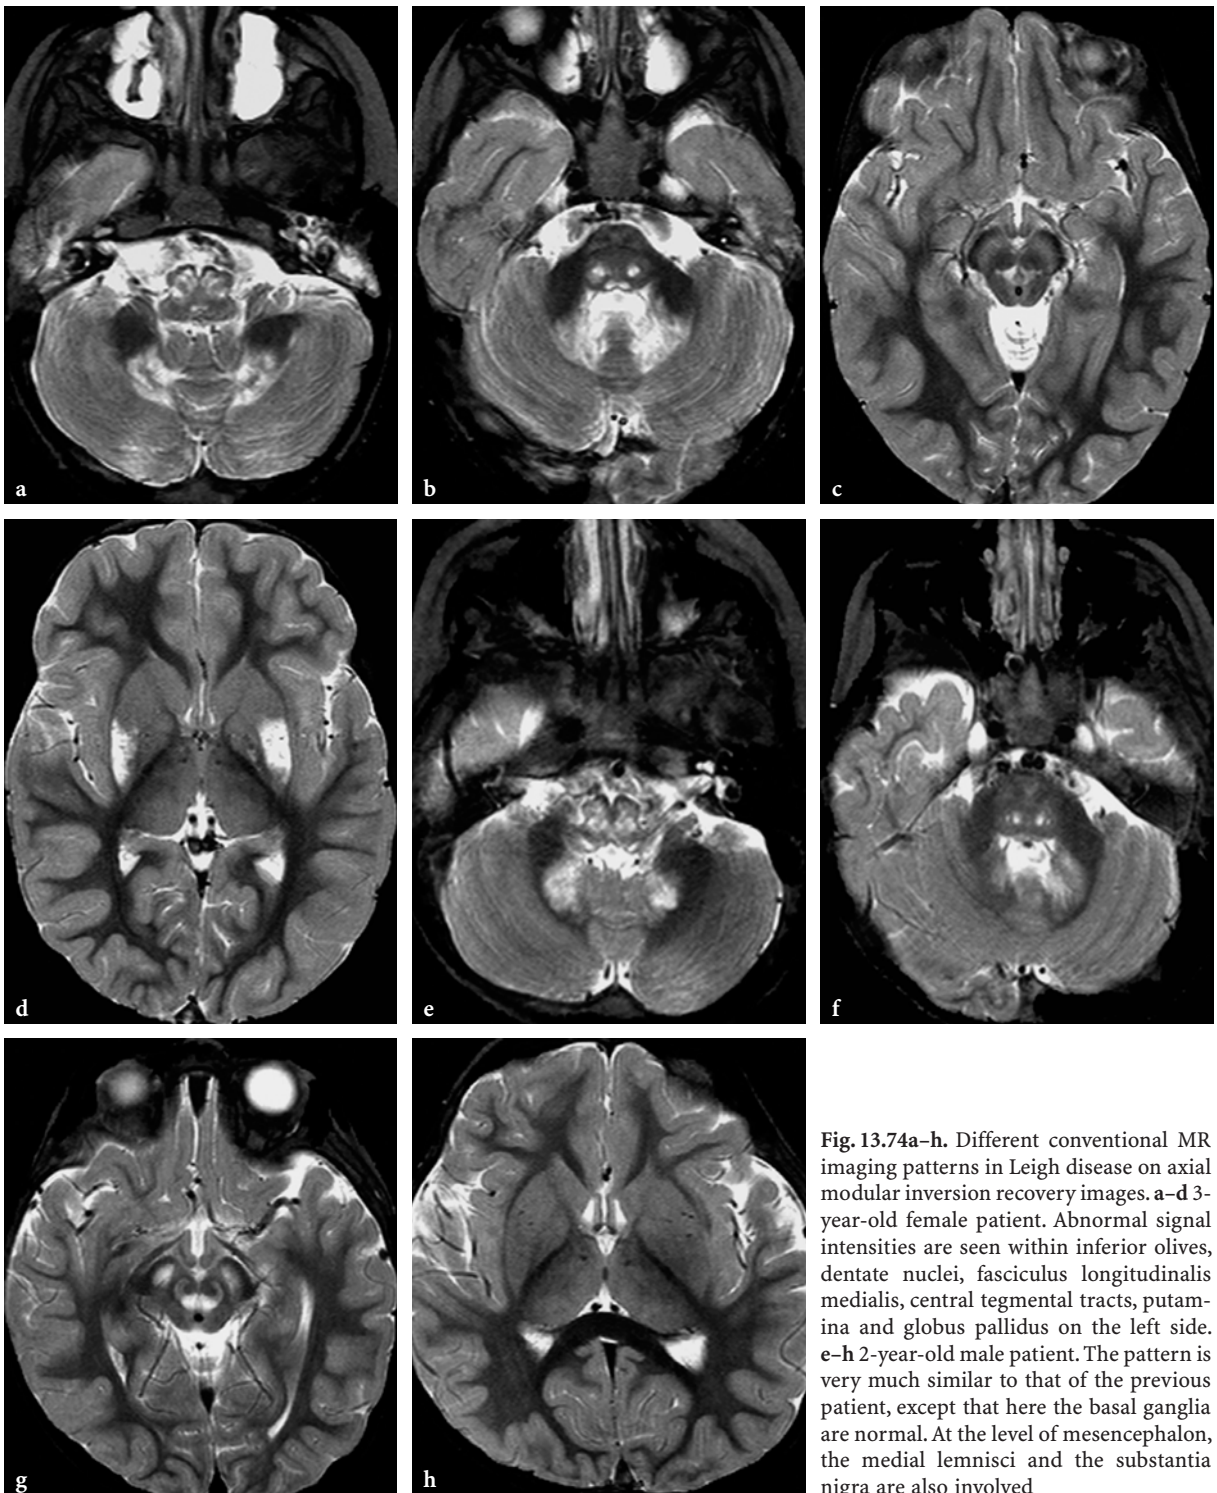 a
b
c
d
e
f
g
h
Fig. 13.74a–h. Different conventional MR
imaging patterns in Leigh disease on axial
modular inversion recovery images. a–d 3-
year-old female patient. Abnormal signal
intensities are seen within inferior olives,
dentate nuclei, fasciculus longitudinalis
medialis, central tegmental tracts, putam-
ina and globus pallidus on the left side.
e–h 2-year-old male patient. The pattern is
very much similar to that of the previous
patient, except that here the basal ganglia
are normal. At the level of mesencephalon,
the medial lemnisci and the substantia
nigra are also involved